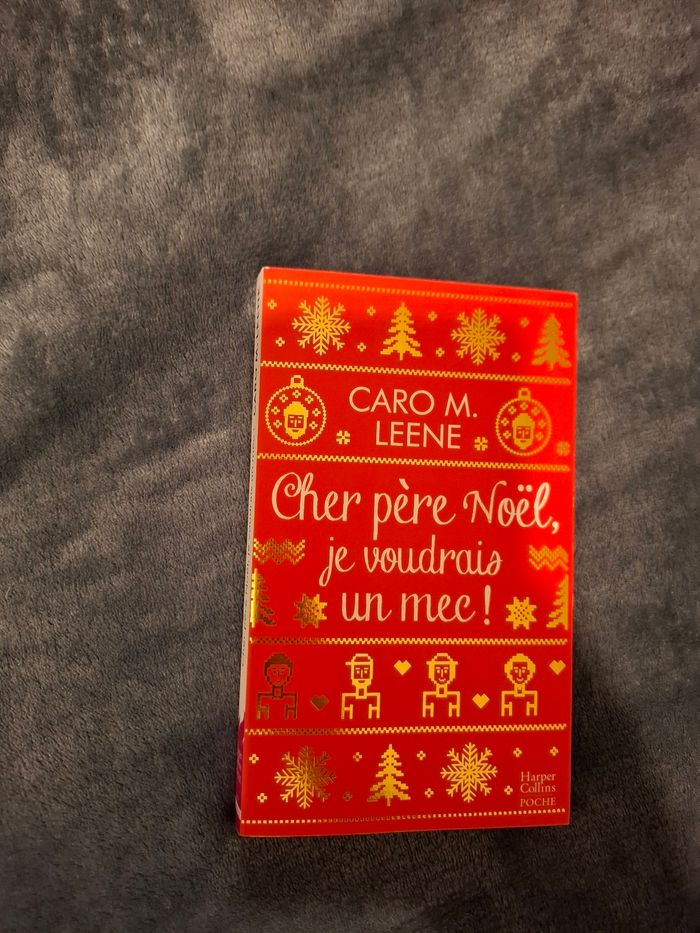 CARO M.
LEENE
Cher père Noël,
je voudrais
un mec !
Harper
Collins
POCHE